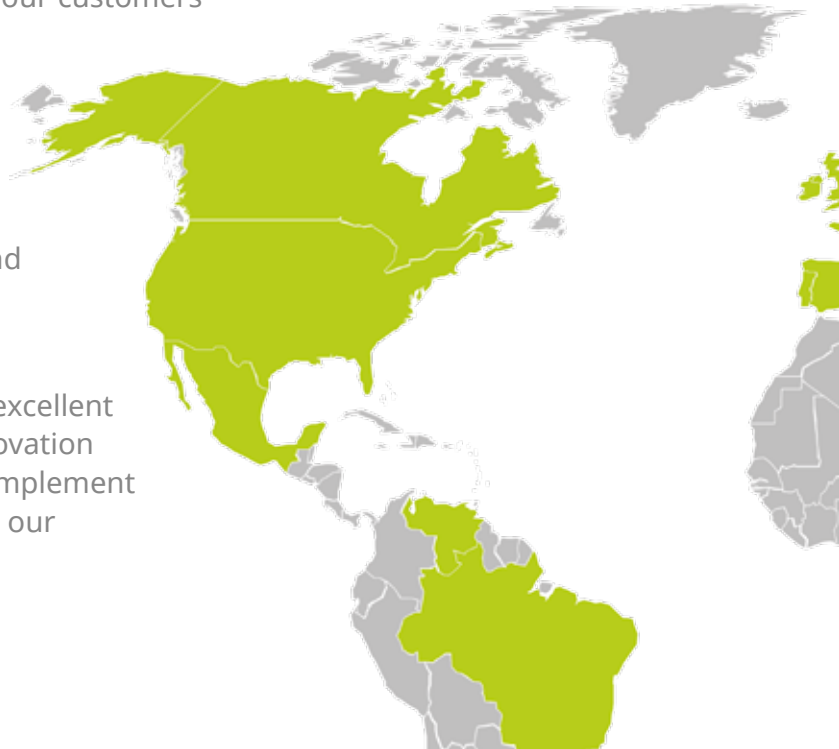 our customers
nd
excellent
ovation
mplement
our